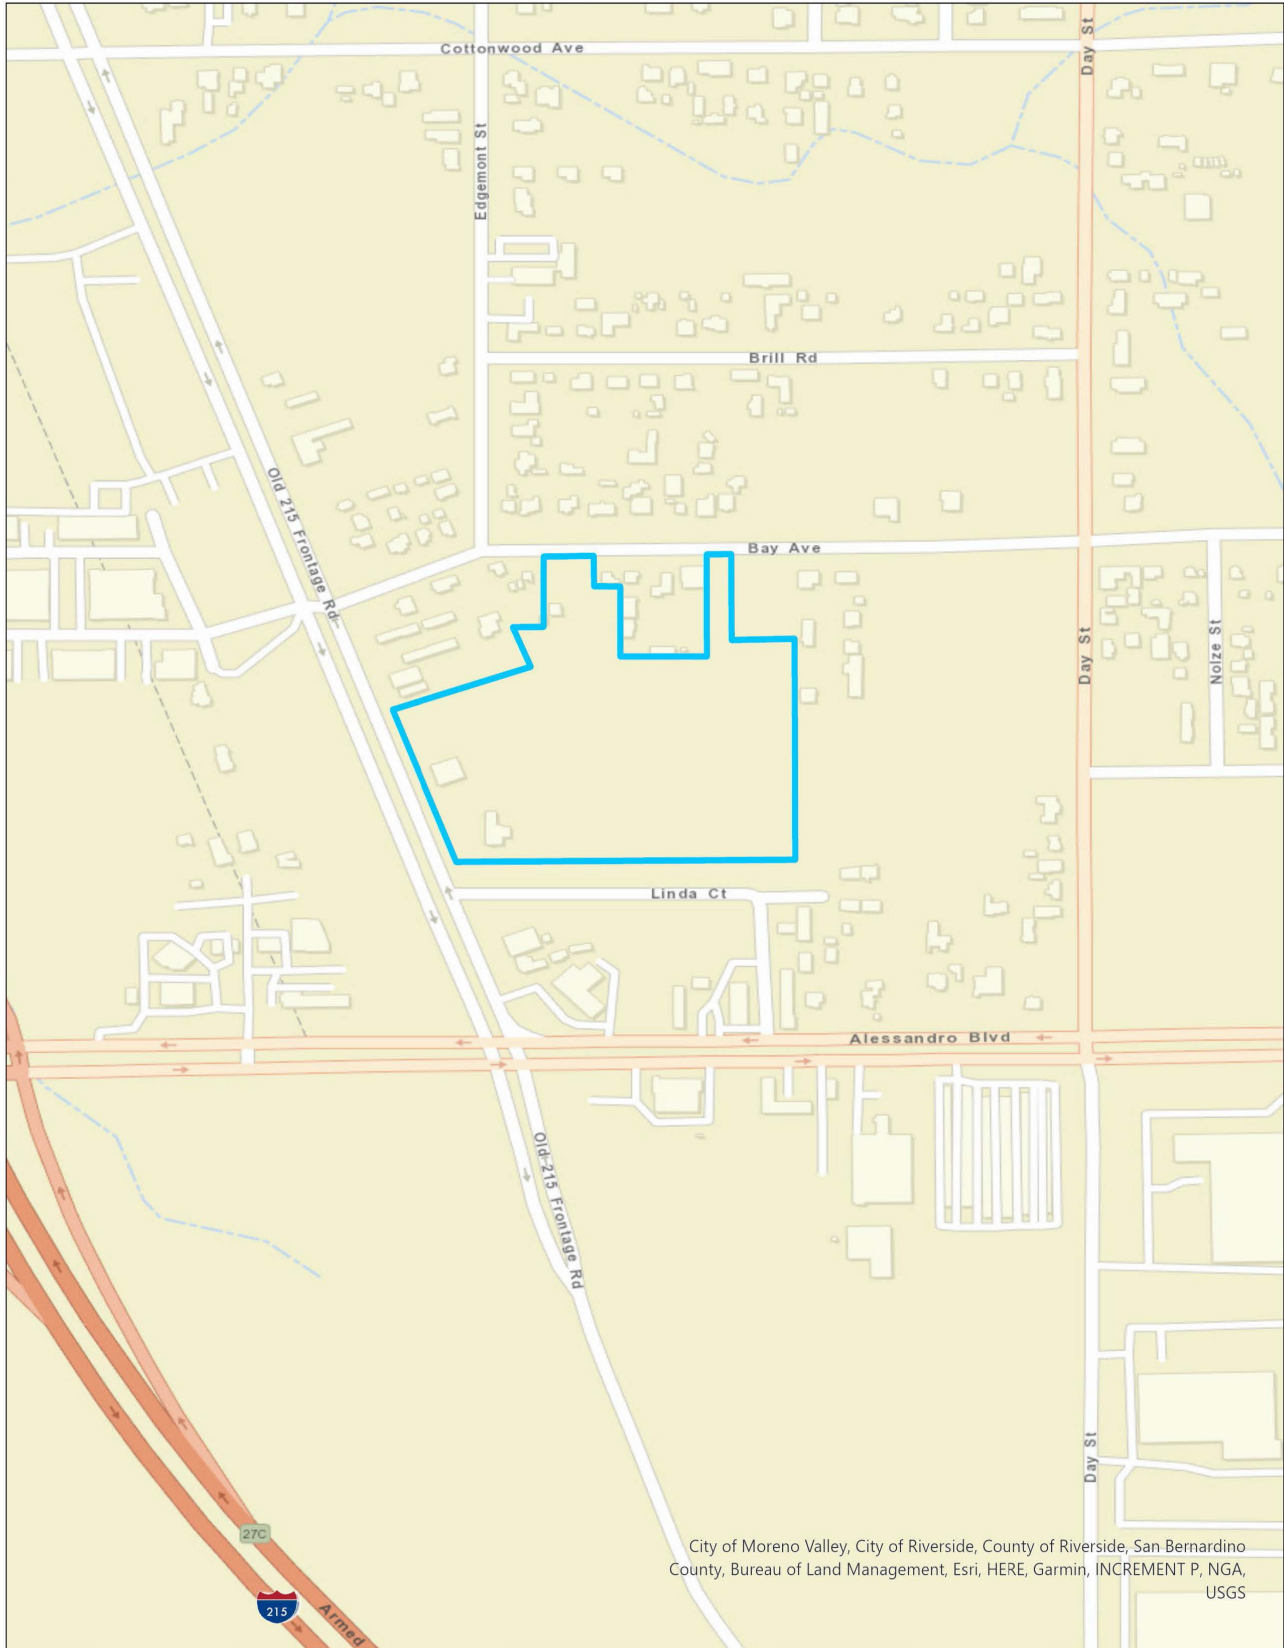 Cottonwood Ave
Day St
Edgemont St
Brill Rd
Old 215 Frontage Rd
Bay Ave
Day St
Nolze St
Linda Ct
Alessandro Blvd
Old 215 Frontage Rd
Day St
27C
215
Armed
City of Moreno Valley, City of Riverside, County of Riverside, San Bernardino
County, Bureau of Land Management, Esri, HERE, Garmin, INCREMENT P, NGA,
USGS